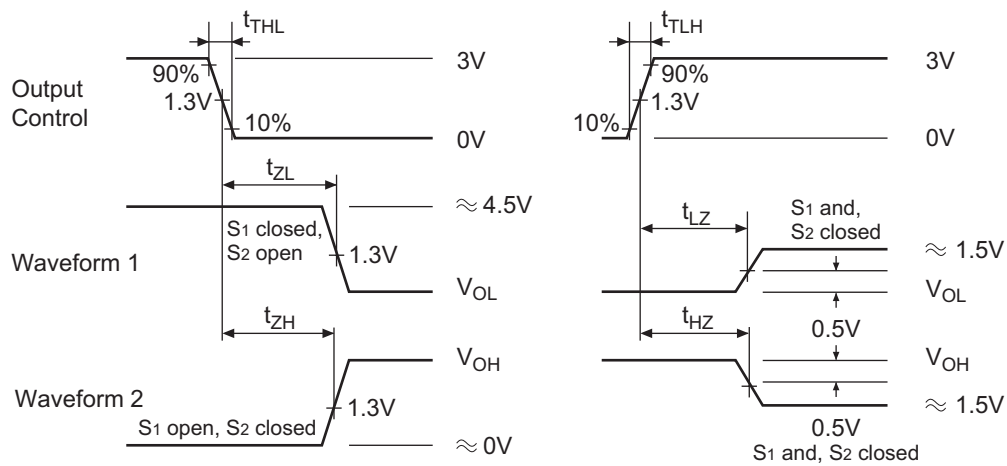 tTHL
tTLH
90%
3V
90%
3V
Output
Control
1.3V
1.3V
10%
0V
10%
0V
tZL
≈ 4.5V
tLZ
S1 and,
S2 closed
S1 closed,
S2 open
1.3V
≈ 1.5V
Waveform 1
VOL
VOL
tZH
tHZ
0.5V
VOH
VOH
Waveform 2
1.3V
≈ 1.5V
S1 open, S2 closed
≈ 0V
0.5V
S1 and, S2 closed